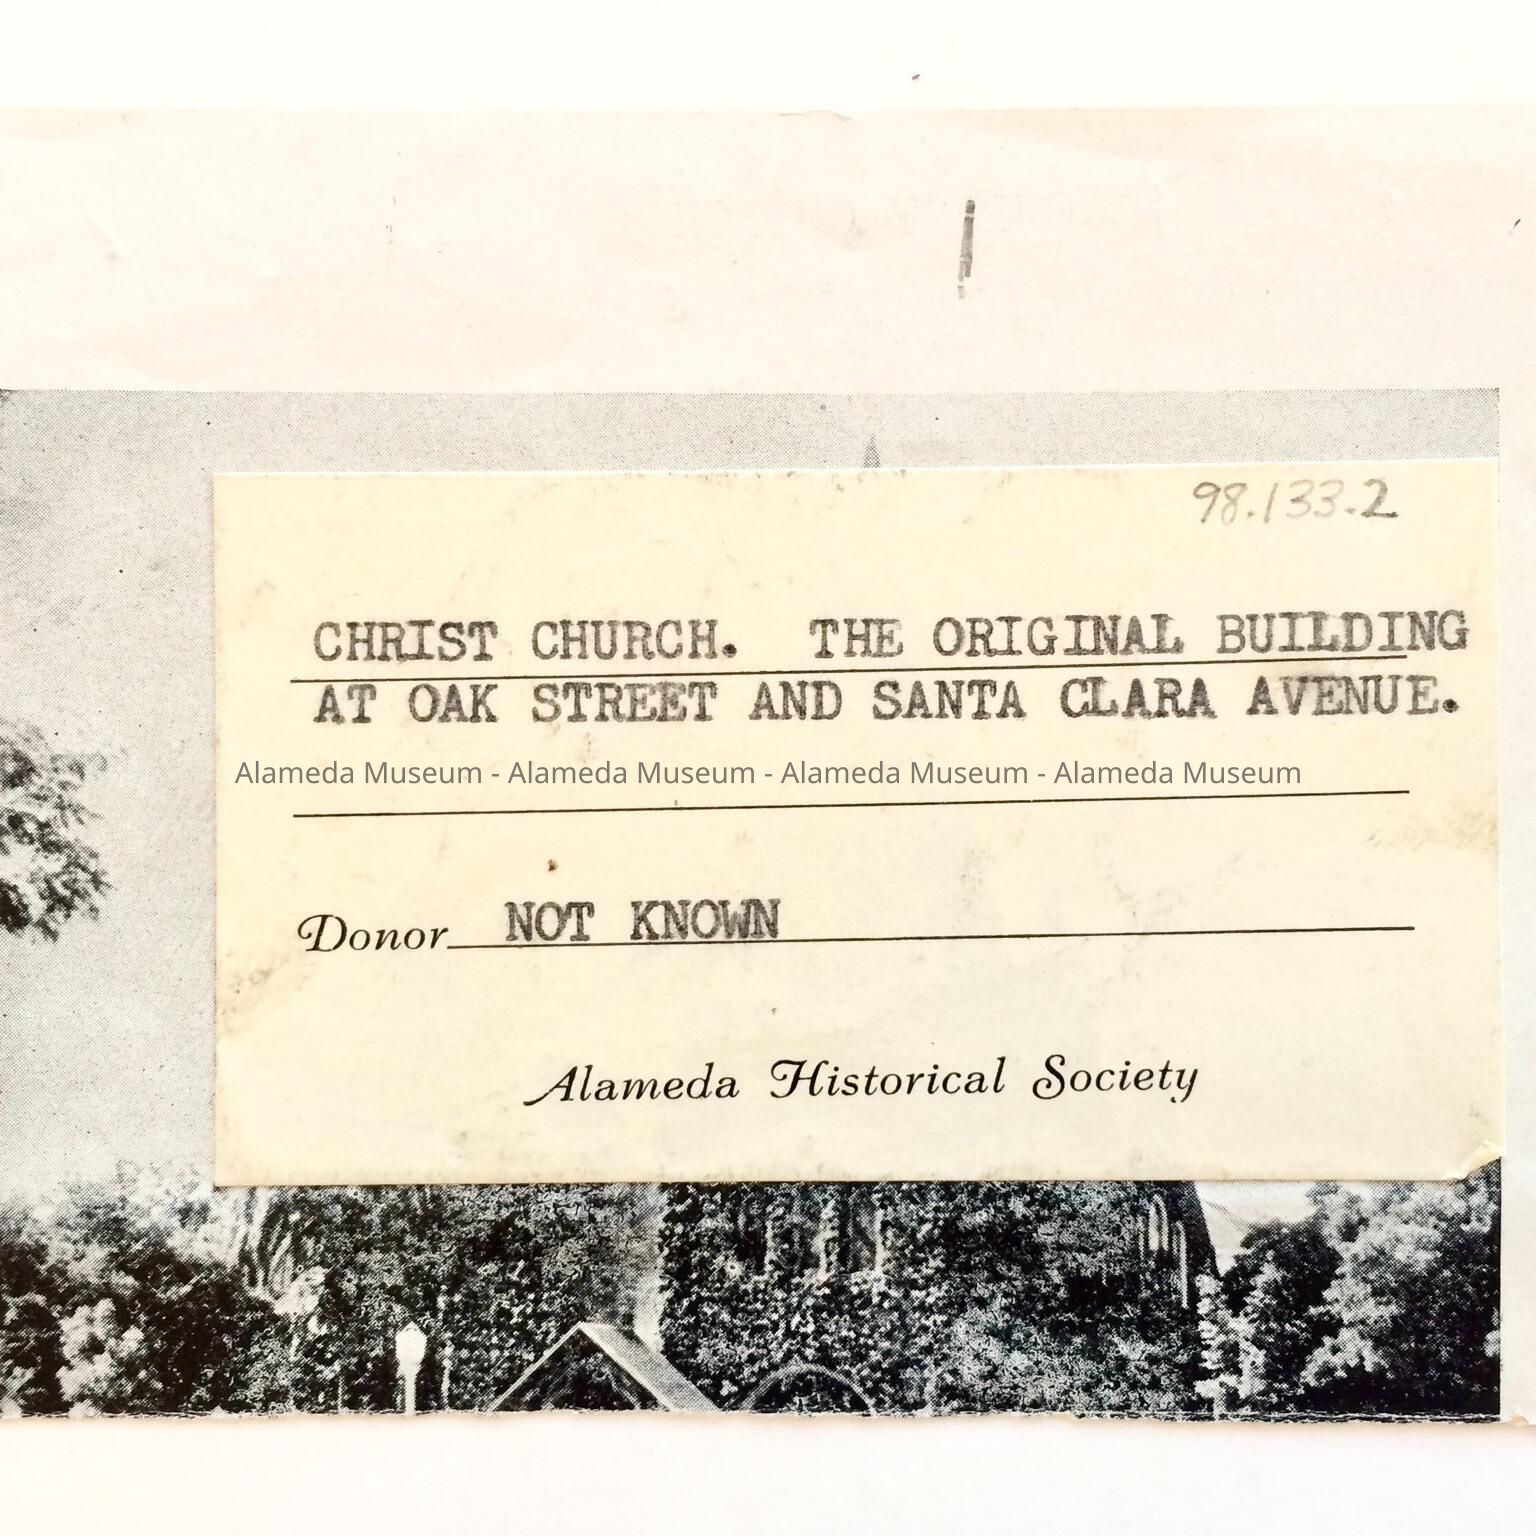 98.133.2
CHRIST CHURCH. THE ORIGINAL BUILDING
AT OAK STREET AND SANTA CLARA AVENUE.
Alameda Museum - Alameda Museum - Alameda Museum - Alameda Museum
Donor NOT KNOWN
Alameda Historical Society